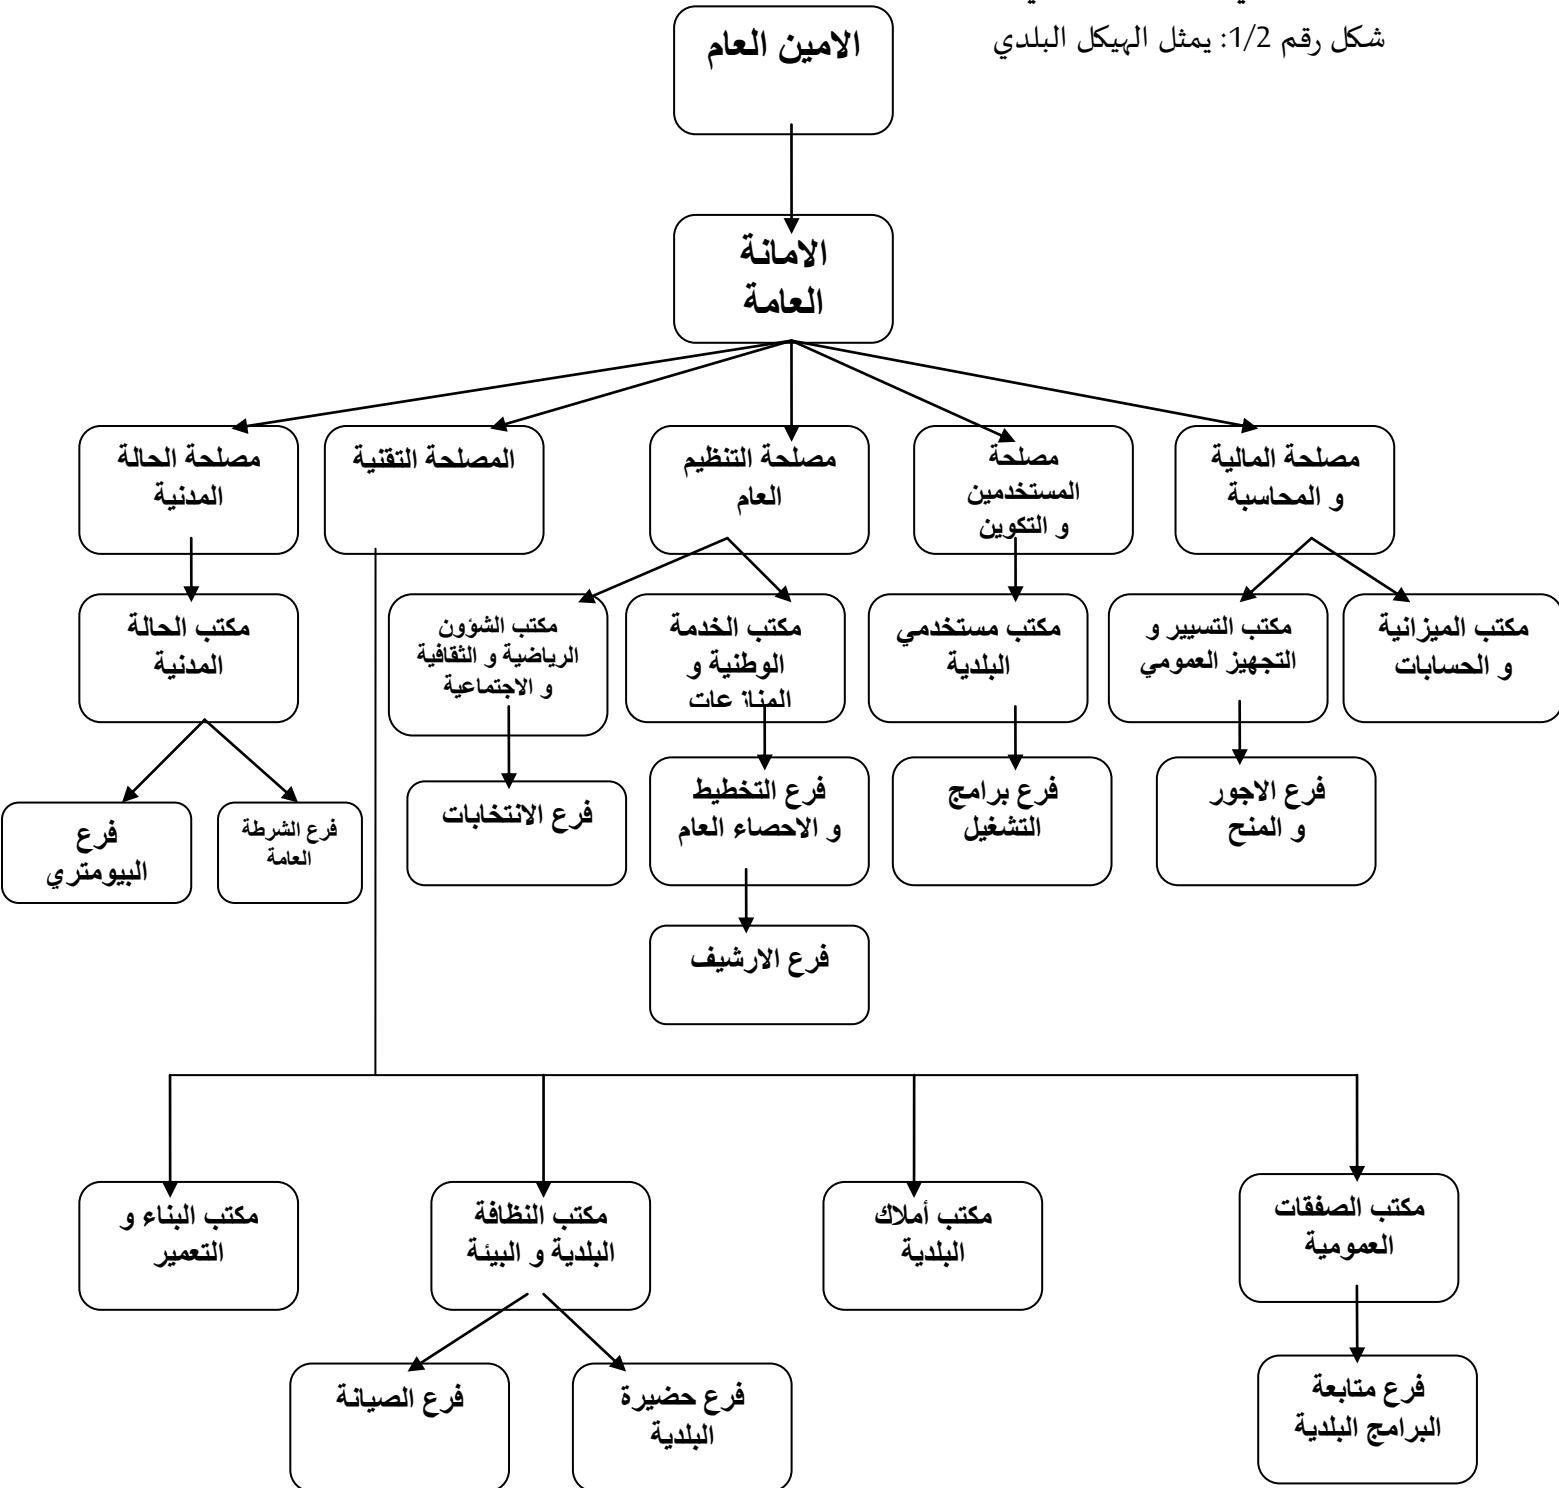 شكل رقم 1/2: يمثل الهيكل البلدي
الامين العام
الامانة
العامة
مصلحة المالية
و المحاسبة
مصلحة
المستخدمين
و التكوين
مصلحة التنظيم
العام
المصلحة التقنية
مصلحة الحالة
المدنية
مكتب الميزانية
و الحسابات
مكتب التسيير و
التجهيز العمومي
مكتب مستخدمي
البلدية
مكتب الخدمة
الوطنية و
المنازعات
مكتب الشؤون
الرياضية و الثقافية
و الاجتماعية
مكتب الحالة
المدنية
فرع الاجور
و المنح
فرع برامج
التشغيل
فرع التخطيط
و الاحصاء العام
فرع الانتخابات
فرع الشرطة
العامة
فرع
البيومتري
فرع الارشيف
مكتب الصفقات
العمومية
مكتب أملاك
البلدية
مكتب النظافة
البلدية و البيئة
مكتب البناء و
التعمير
فرع متابعة
البرامج البلدية
فرع حضيرة
البلدية
فرع الصيانة